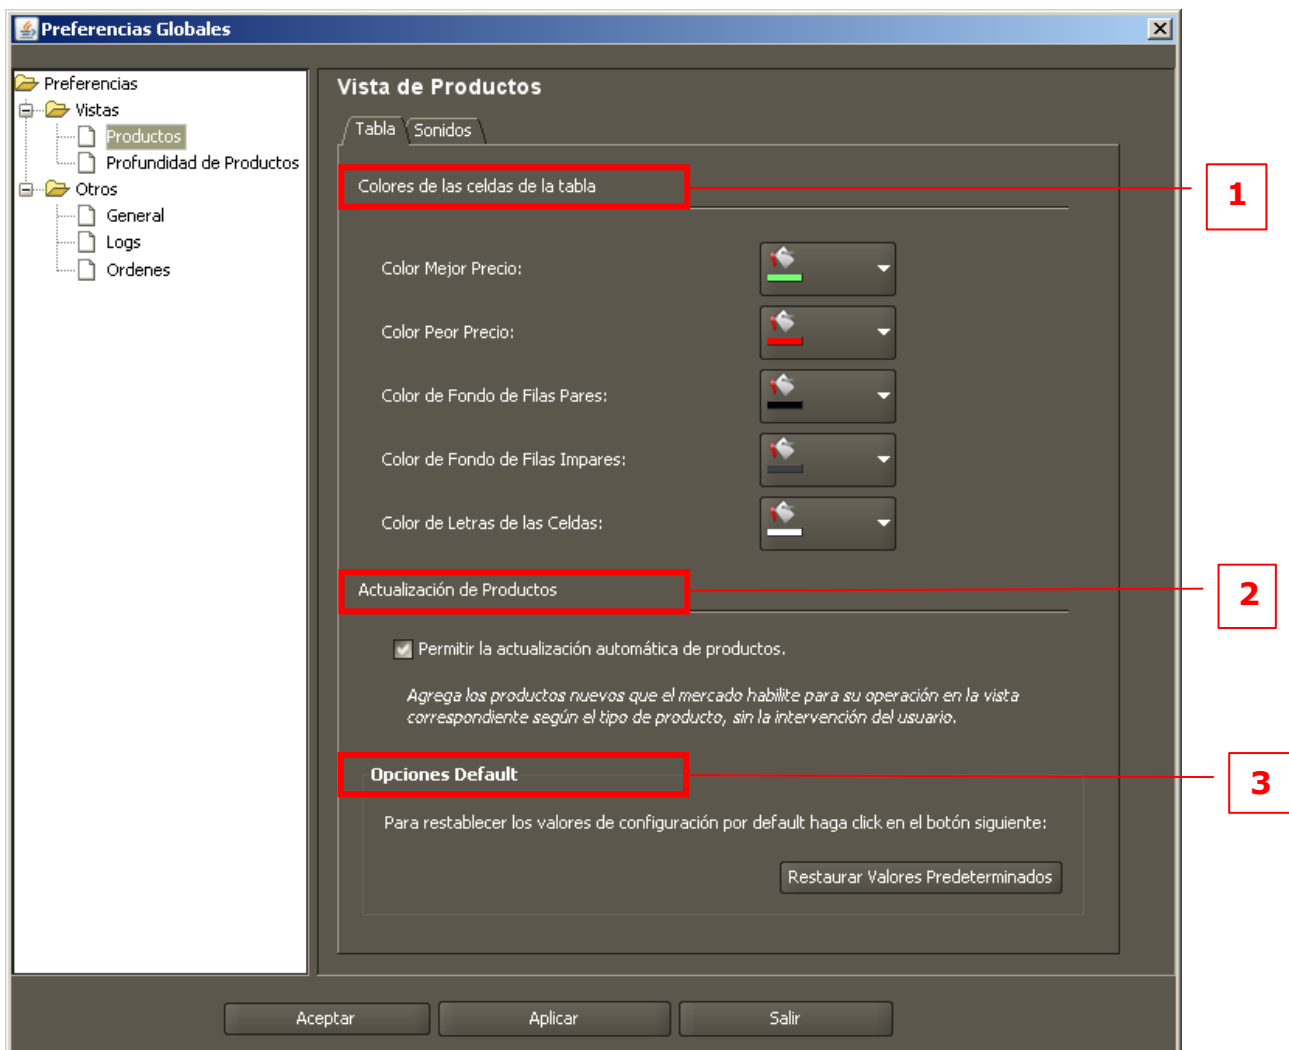 Preferencias Globales
Preferencias
Vistas
Productos
Profundidad de Productos
Otros
General
Logs
Ordenes
Vista de Productos
Tabla Sonidos
Colores de las celdas de la tabla
1
Color Mejor Precio:
Color Peor Precio:
Color de Fondo de Filas Pares:
Color de Fondo de Filas Impares:
Color de Letras de las Celdas:
Actualización de Productos
2
Permitir la actualización automática de productos.
Agrega los productos nuevos que el mercado habilite para su operación en la vista
correspondiente según el tipo de producto, sin la intervención del usuario.
Opciones Default
3
Para restablecer los valores de configuración por default haga click en el botón siguiente:
Restaurar Valores Predeterminados
Aceptar Aplicar Salir